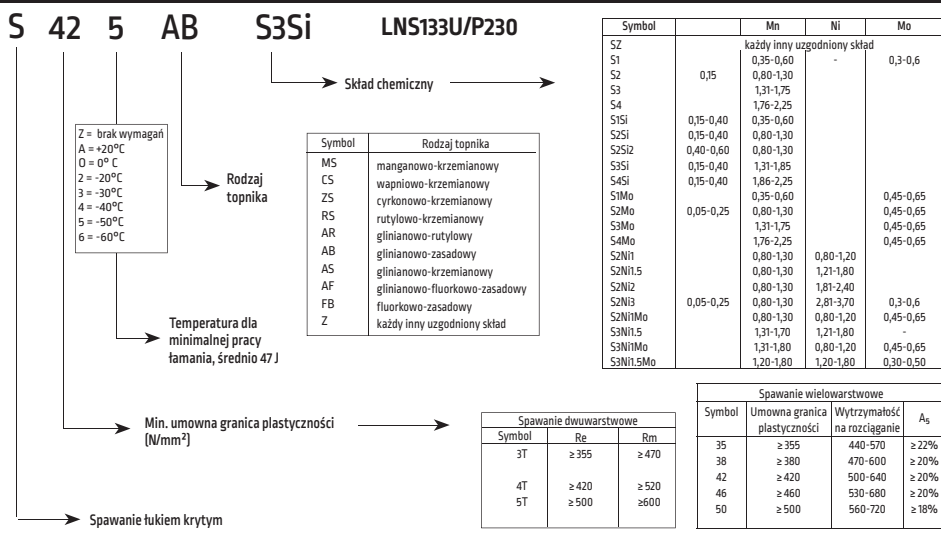 S 42 5 AB S3Si LNS133U/P230
Skład chemiczny
Symbol Mn Ni Mo
SZ każdy inny uzgodniony skład
S1 0,35-0,60 - 0,3-0,6
S2 0,15 0,80-1,30
S3 1,31-1,75
S4 1,76-2,25
S1Si 0,15-0,40 0,35-0,60
S2Si 0,15-0,40 0,80-1,30
S2Si2 0,40-0,60 0,80-1,30
S3Si 0,15-0,40 1,31-1,85
S4Si 0,15-0,40 1,86-2,25
S1Mo 0,35-0,60 0,45-0,65
S2Mo 0,05-0,25 0,80-1,30 0,45-0,65
S3Mo 1,31-1,75 0,45-0,65
S4Mo 1,76-2,25 0,45-0,65
S2Ni1 0,80-1,30 0,80-1,20
S2Ni1.5 0,80-1,30 1,21-1,80
S2Ni2 0,80-1,30 1,81-2,40
S2Ni3 0,05-0,25 0,80-1,30 2,81-3,70 0,3-0,6
S2Ni1Mo 0,80-1,30 0,80-1,20 0,45-0,65
S3Ni1.5 1,31-1,70 1,21-1,80 -
S3Ni1Mo 1,31-1,80 0,80-1,20 0,45-0,65
S3Ni1.5Mo 1,20-1,80 1,20-1,80 0,30-0,50
Z = brak wymagań
A = +20°C
0 = 0° C
2 = -20°C
3 = -30°C
4 = -40°C
5 = -50°C
6 = -60°C
Rodzaj
topnika
Symbol Rodzaj topnika
MS manganowo-krzemianowy
CS wapniowo-krzemianowy
ZS cyrkonowo-krzemianowy
RS rutylowo-krzemianowy
AR glinianowo-rutylowy
AB glinianowo-zasadowy
AS glinianowo-krzemianowy
AF glinianowo-fluorkowo-zasadowy
FB fluorkowo-zasadowy
Z każdy inny uzgodniony skład
Temperatura dla
minimalnej pracy
łamania, średnio 47 J
Min. umowna granica plastyczności
(N/mm²)
Spawanie dwuwarstwowe
Symbol Re Rm
3T ≥ 355 ≥ 470
4T ≥ 420 ≥ 520
5T ≥ 500 ≥600
Spawanie wielowarstwowe
Symbol Umowna granica plastyczności Wytrzymałość na rozciąganie A5
35 ≥ 355 440-570 ≥ 22%
38 ≥ 380 470-600 ≥ 20%
42 ≥ 420 500-640 ≥ 20%
46 ≥ 460 530-680 ≥ 20%
50 ≥ 500 560-720 ≥ 18%
Spawanie łukiem krytym